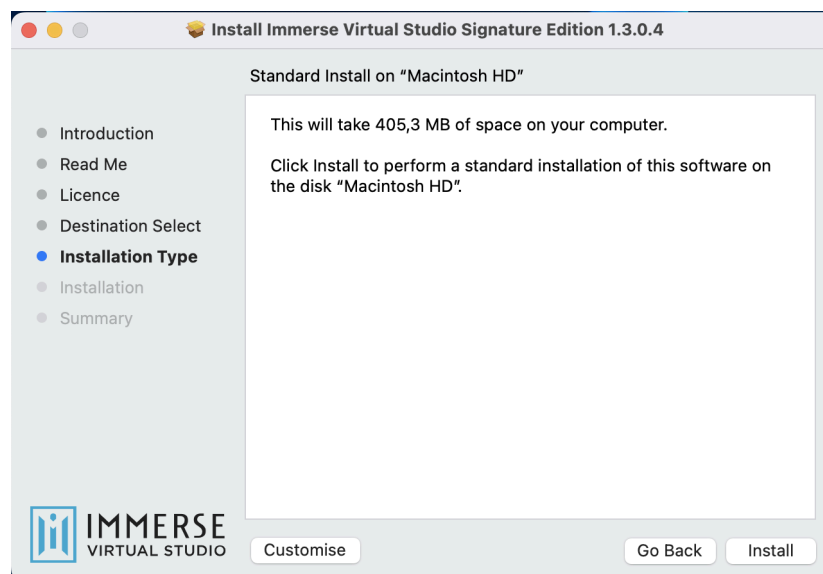 Install Immerse Virtual Studio Signature Edition 1.3.0.4
Standard Install on “Macintosh HD”
Introduction
Read Me
Licence
Destination Select
Installation Type
Installation
Summary
This will take 405,3 MB of space on your computer.
Click Install to perform a standard installation of this software on
the disk “Macintosh HD”.
IMMERSE
VIRTUAL STUDIO
Customise
Go Back
Install